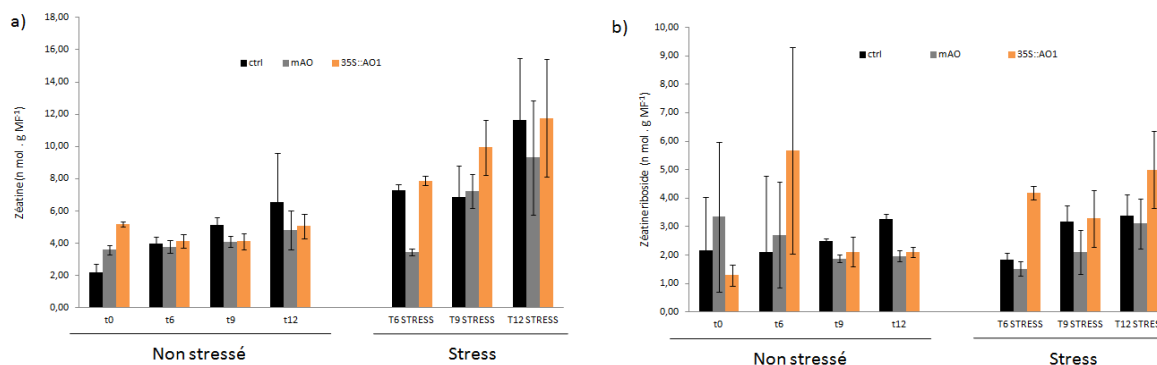 a)
Zéatine(n mol . g MF-1)
18,00
16,00
14,00
12,00
10,00
8,00
6,00
4,00
2,00
0,00
ctrl mAO 35S::AO1
t0 t6 t9 t12 T6 STRESS T9 STRESS T12 STRESS
Non stressé Stress
b)
Zéatine riboside (n mol . g MF-1)
10,00
9,00
8,00
7,00
6,00
5,00
4,00
3,00
2,00
1,00
0,00
ctrl mAO 35S::AO1
t0 t6 t9 t12 T6 STRESS T9 STRESS T12 STRES
Non stressé Stress